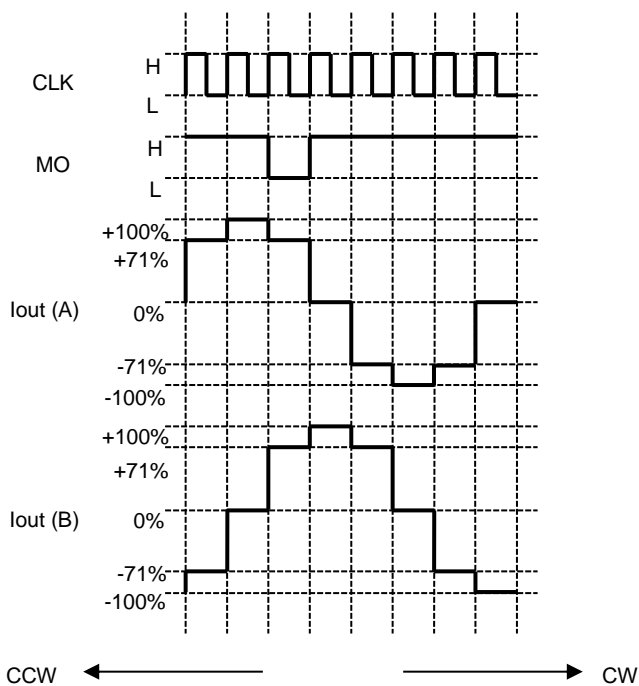 CLK
H
L
MO
H
L
Iout (A)
+100%
+71%
0%
-71%
-100%
Iout (B)
+100%
+71%
0%
-71%
-100%
CCW
CW